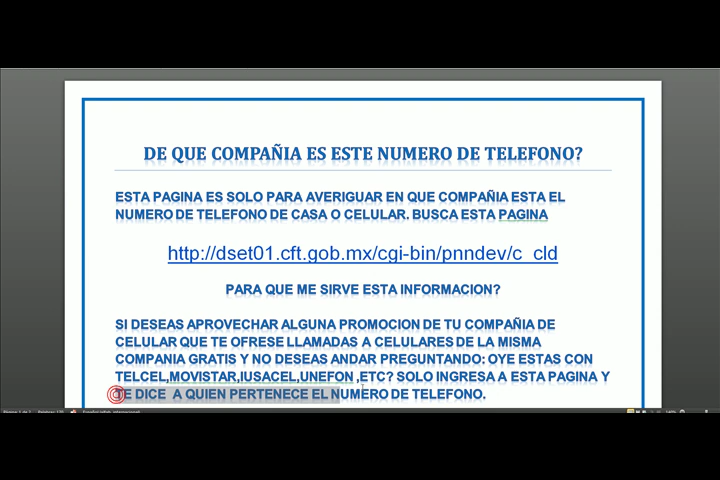 DE QUE COMPAÑIA ES ESTE NUMERO DE TELEFONO?
ESTA PAGINA ES SOLO PARA AVERIGUAR EN QUE COMPAÑIA ESTA EL
NUMERO DE TELEFONO DE CASA O CELULAR. BUSCA ESTA PAGINA
http://dset01.cft.gob.mx/cgi-bin/pnndev/c_cld
PARA QUE ME SIRVE ESTA INFORMACION?
SI DESEAS APROVECHAR ALGUNA PROMOCION DE TU COMPAÑIA DE
CELULAR QUE TE OFRESE LLAMADAS A CELULARES DE LA MISMA
COMPANIA GRATIS Y NO DESEAS ANDAR PREGUNTANDO: OYE ESTAS CON
TELCEL,MOVISTAR,IUSACEL,UNEFON ,ETC? SOLO INGRESA A ESTA PAGINA Y
TE DICE A QUIEN PERTENECE EL NUMERO DE TELEFONO.